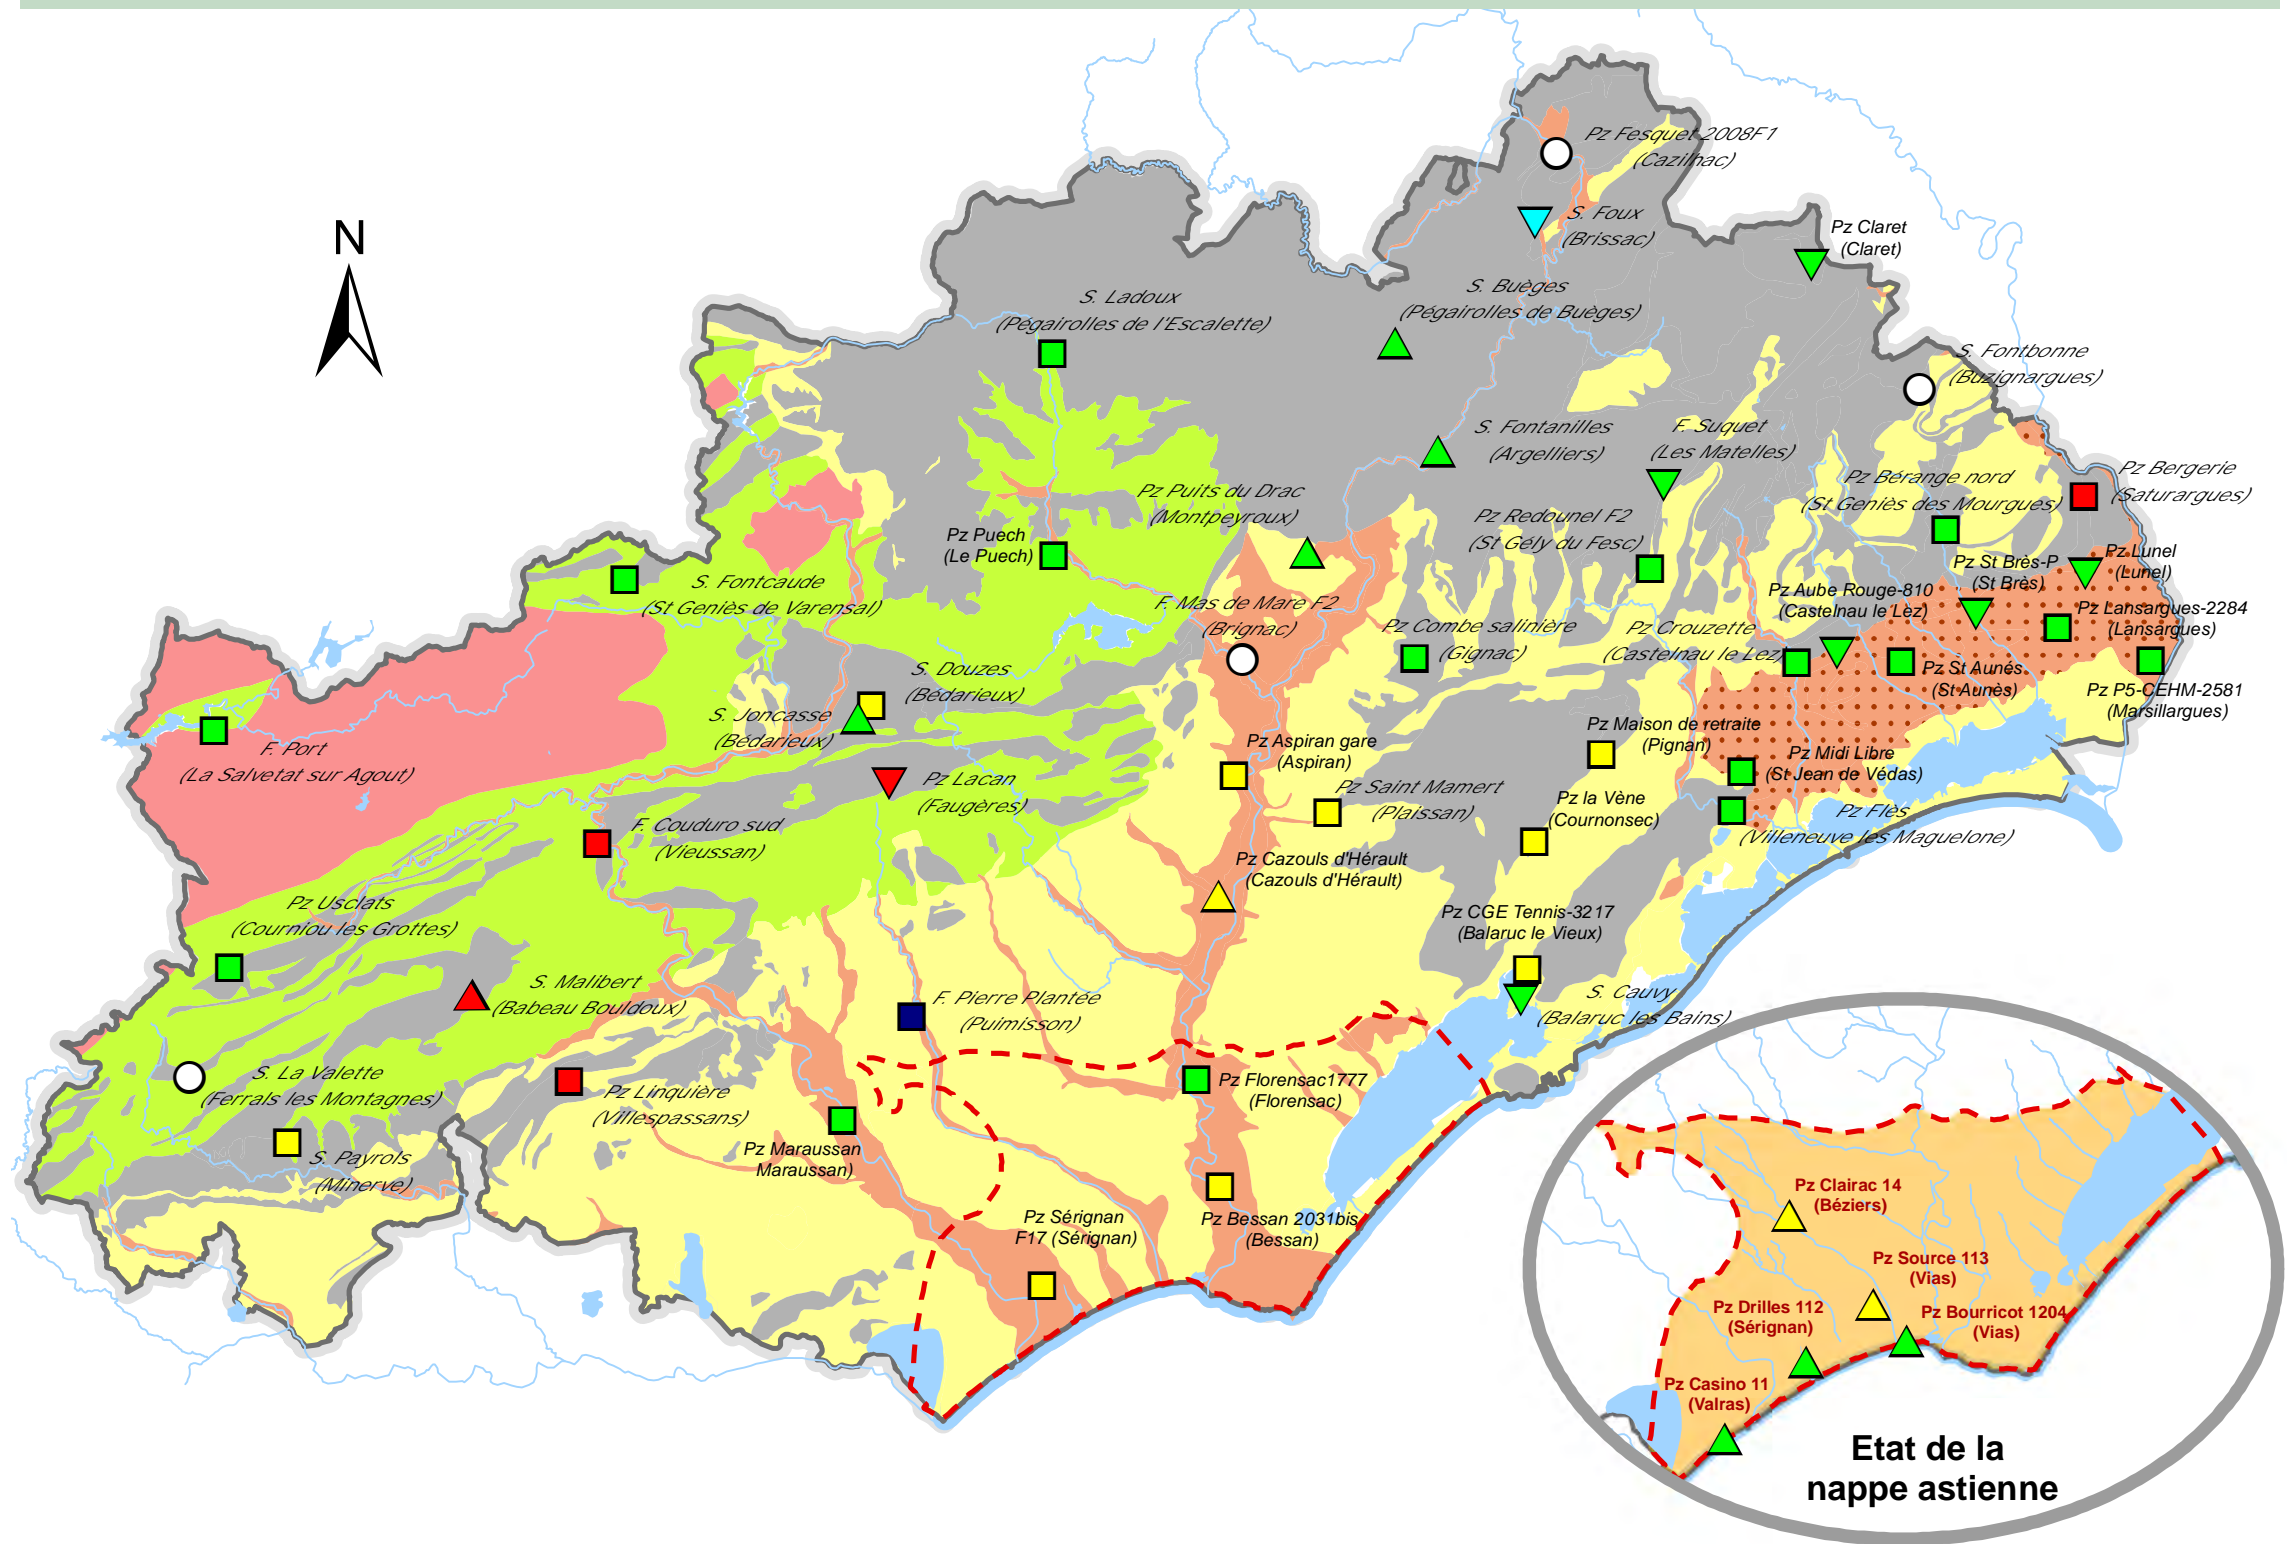 N
Pz Fesquet 2008F1
(Cazilhac)
S. Foux
(Brissac)
Pz Claret
(Claret)
S. Ladoux
(Pégairolles de l'Escalette)
S. Buèges
(Pégairolles de Buèges)
S. Fontbonne
(Buzignargues)
S. Fontanilles
(Argelliers)
F. Suquet
(Les Matelles)
Pz Bérange nord
(St Geniès des Mourgues)
Pz Bergerie
(Saturargues)
Pz Puits du Drac
(Montpeyroux)
Pz Redounel F2
(St Gély du Fesc)
Pz Puech
(Le Puech)
Pz St Brès-P
(St Brès)
Pz Lunel
(Lunel)
S. Fontcaude
(St Geniès de Varensal)
Pz Aube Rouge-810
(Castelnau le Lez)
Pz Lansargues-2284
(Lansargues)
F. Mas de Mare F2
(Brignac)
Pz Combe salinière
(Gignac)
Pz Crouzette
(Castelnau le Lez)
S. Douzes
(Bédarieux)
Pz St Aunés
(St Aunès)
Pz P5-CEHM-2581
(Marsillargues)
S. Joncasse
(Bédarieux)
F. Port
(La Salvetat sur Agout)
Pz Aspiran gare
(Aspiran)
Pz Maison de retraite
(Pignan)
Pz Midi Libre
(St Jean de Védas)
Pz Lacan
(Faugères)
Pz Saint Mamert
(Plaissan)
Pz la Vène
(Cournonsec)
Pz Flès
(Villeneuve les Maguelone)
F. Couduro sud
(Vieussan)
Pz Cazouls d'Hérault
(Cazouls d'Hérault)
Pz Usclats
(Courniou les Grottes)
Pz CGE Tennis-3217
(Balaruc le Vieux)
S. Malibert
(Babeau Bouldoux)
F. Pierre Plantée
(Puimisson)
S. Cauvy
(Balaruc les Bains)
S. La Valette
(Ferrals les Montagnes)
Pz Linquière
(Villespassans)
Pz Florensac1777
(Florensac)
S. Payrols
(Minerve)
Pz Maraussan
Maraussan)
Pz Sérignan
F17 (Sérignan)
Pz Bessan 2031bis
(Bessan)
Pz Clairac 14
(Béziers)
Pz Source 113
(Vias)
Pz Drilles 112
(Sérignan)
Pz Bourricot 1204
(Vias)
Pz Casino 11
(Valras)
Etat de la
nappe astienne